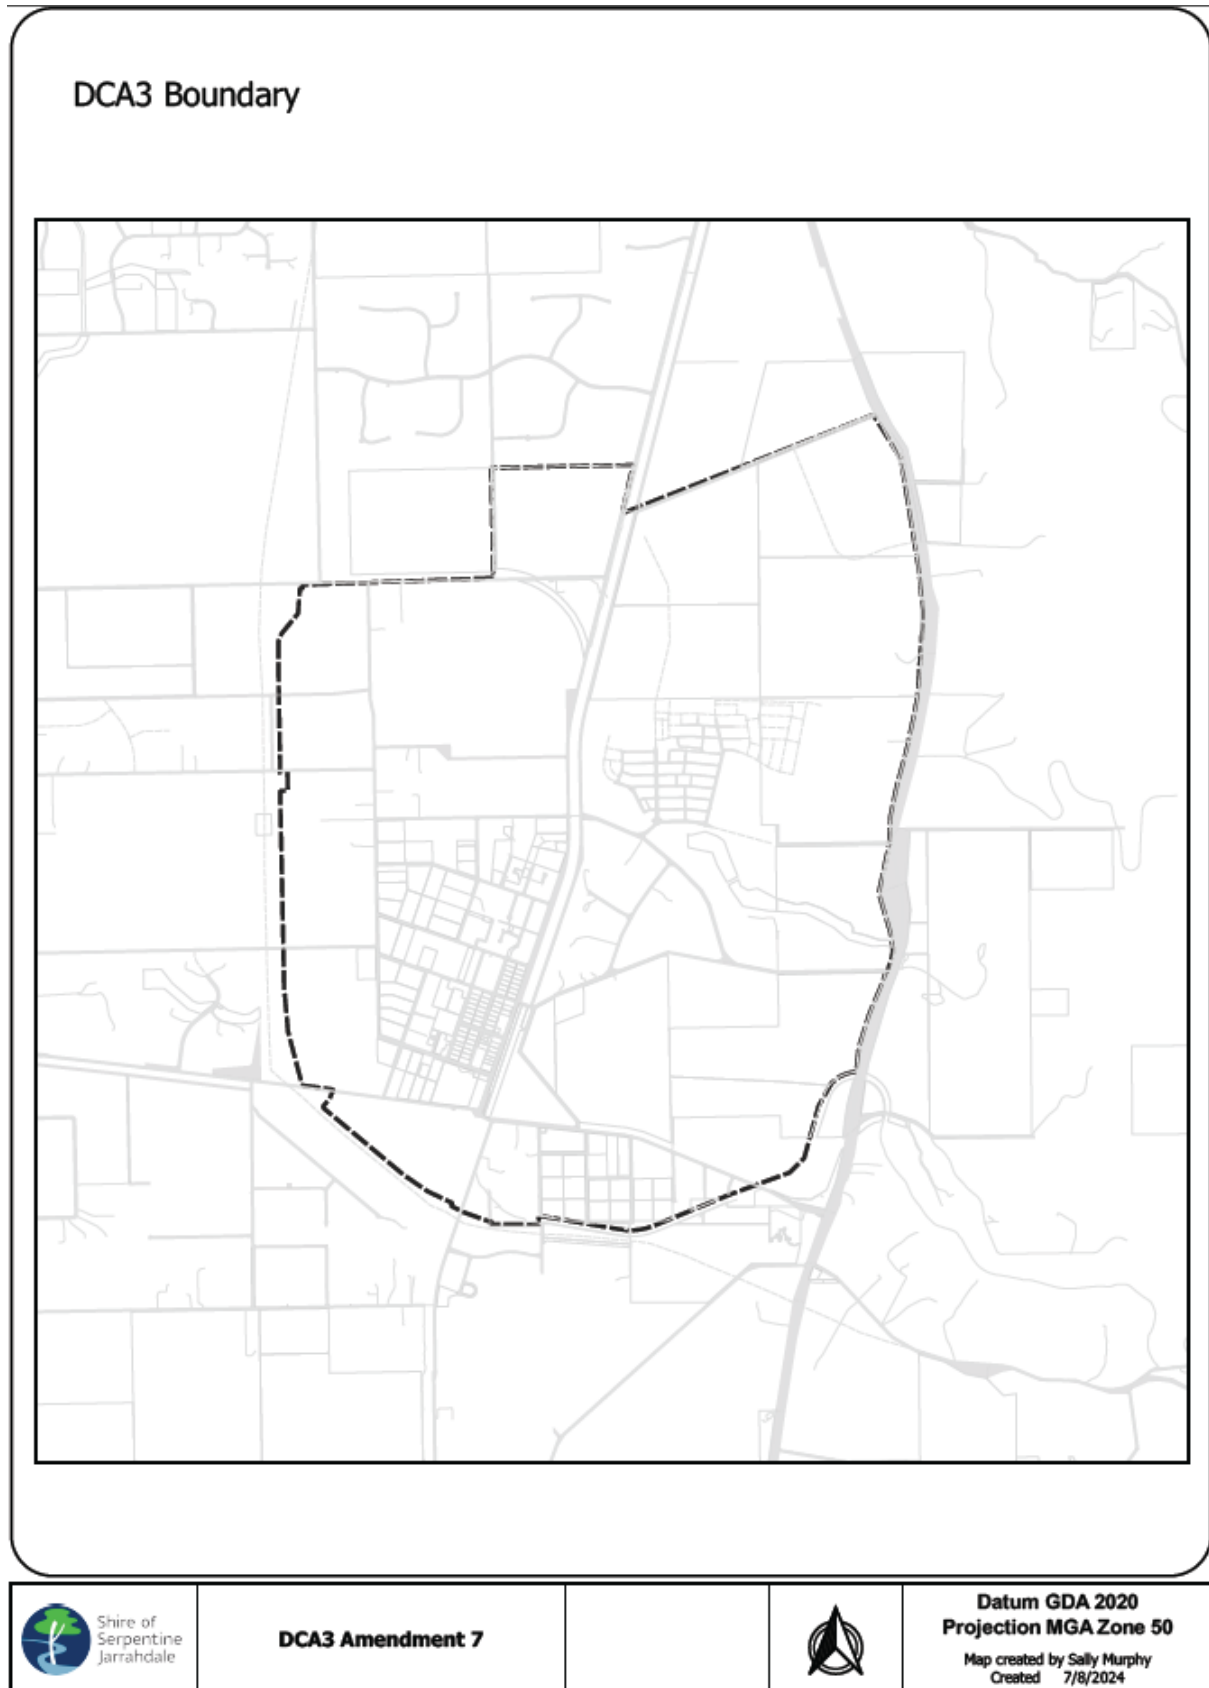 DCA3 Boundary
Shire of
Serpentine
Jarrahdale
DCA3 Amendment 7
Datum GDA 2020
Projection MGA Zone 50
Map created by Sally Murphy
Created 7/8/2024